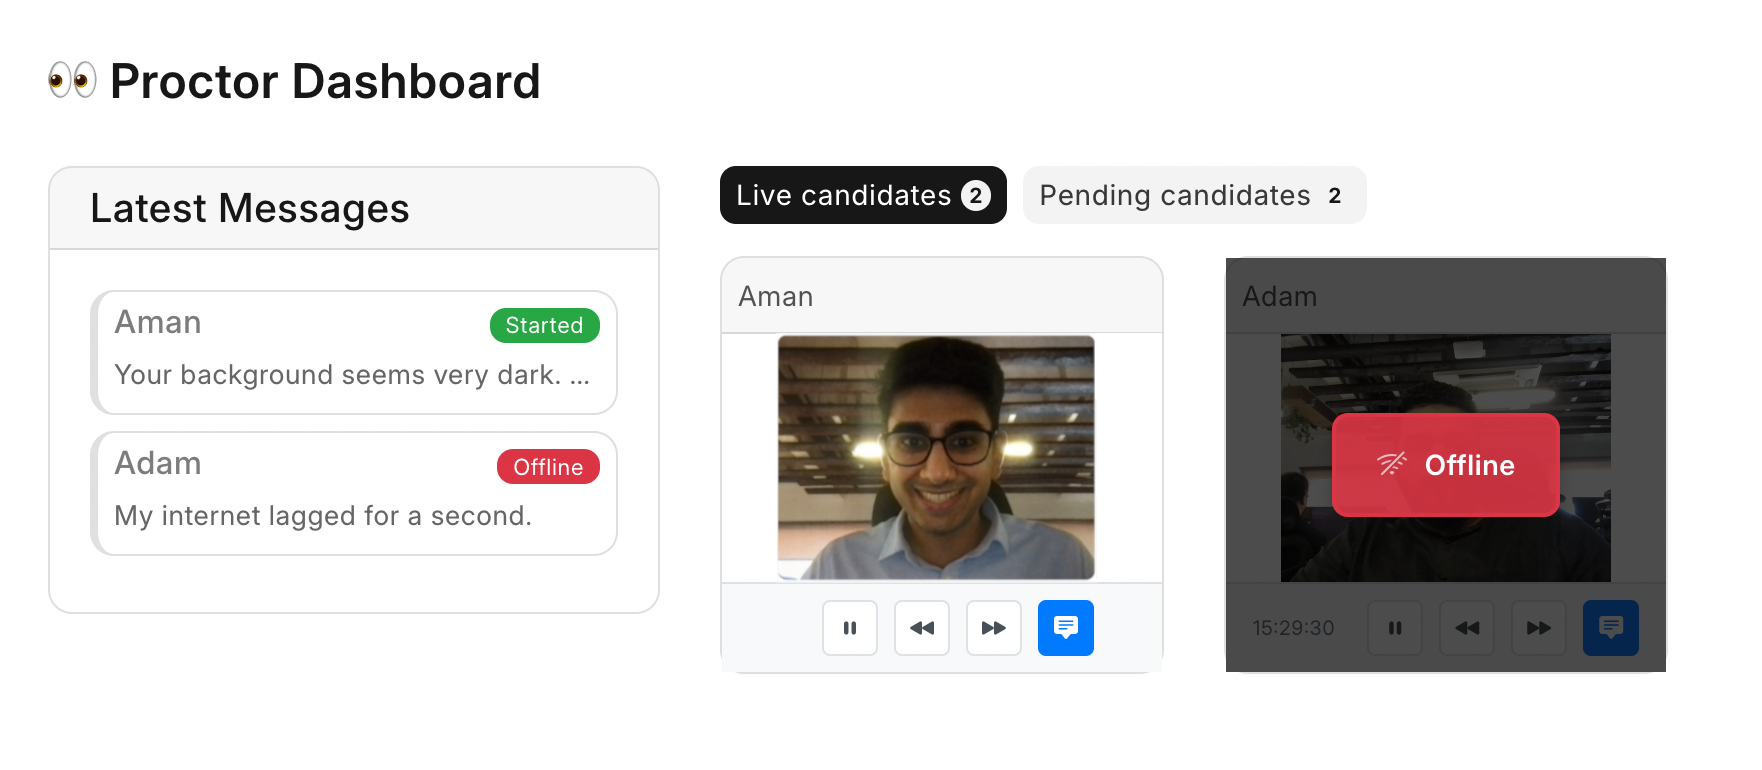 👀 Proctor Dashboard
Latest Messages
Aman
Started
Your background seems very dark. ...
Adam
Offline
My internet lagged for a second.
Live candidates 2
Pending candidates 2
Aman
Adam
Offline
15:29:30